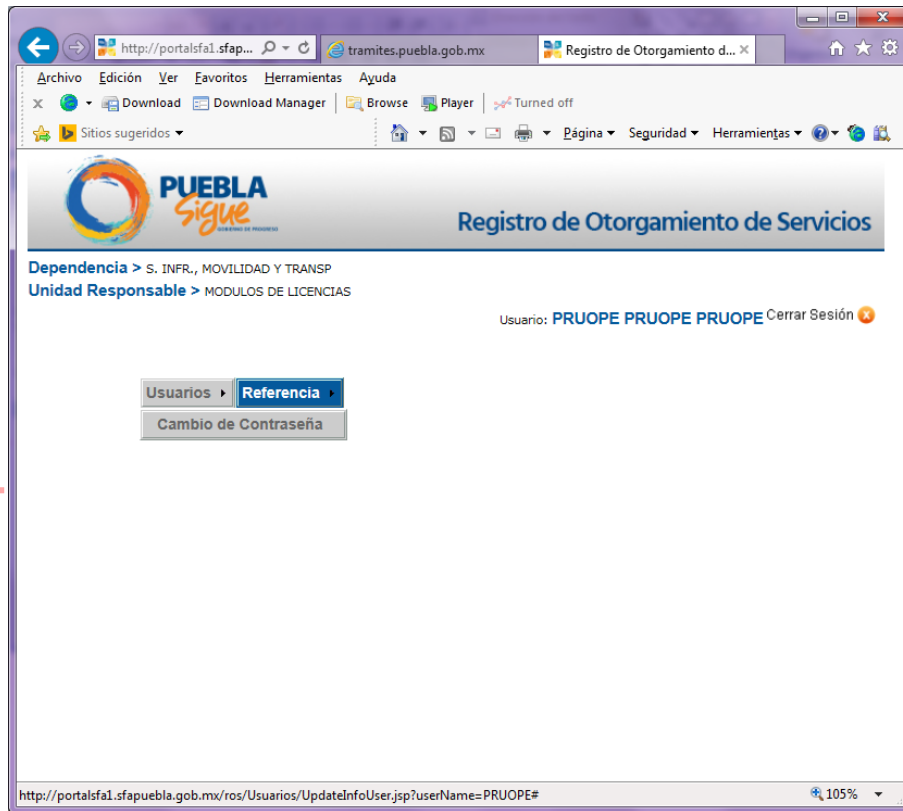 http://portalsfa1.sfap...
tramites.puebla.gob.mx
Registro de Otorgamiento d...
Archivo Edición Ver Favoritos Herramientas Ayuda
x Download Download Manager Browse Player Turned off
Sitios sugeridos Página Seguridad Herramientas
PUEBLA
Sigue
GOBIERNO DE PROGRESO
Registro de Otorgamiento de Servicios
Dependencia > S. INFR., MOVILIDAD Y TRANSP
Unidad Responsable > MODULOS DE LICENCIAS
Usuario: PRUOPE PRUOPE PRUOPE Cerrar Sesión
Usuarios Referencia
Cambio de Contraseña
http://portalsfa1.sfapuebla.gob.mx/ros/Usuarios/UpdateInfoUser.jsp?userName=PRUOPE#
105%